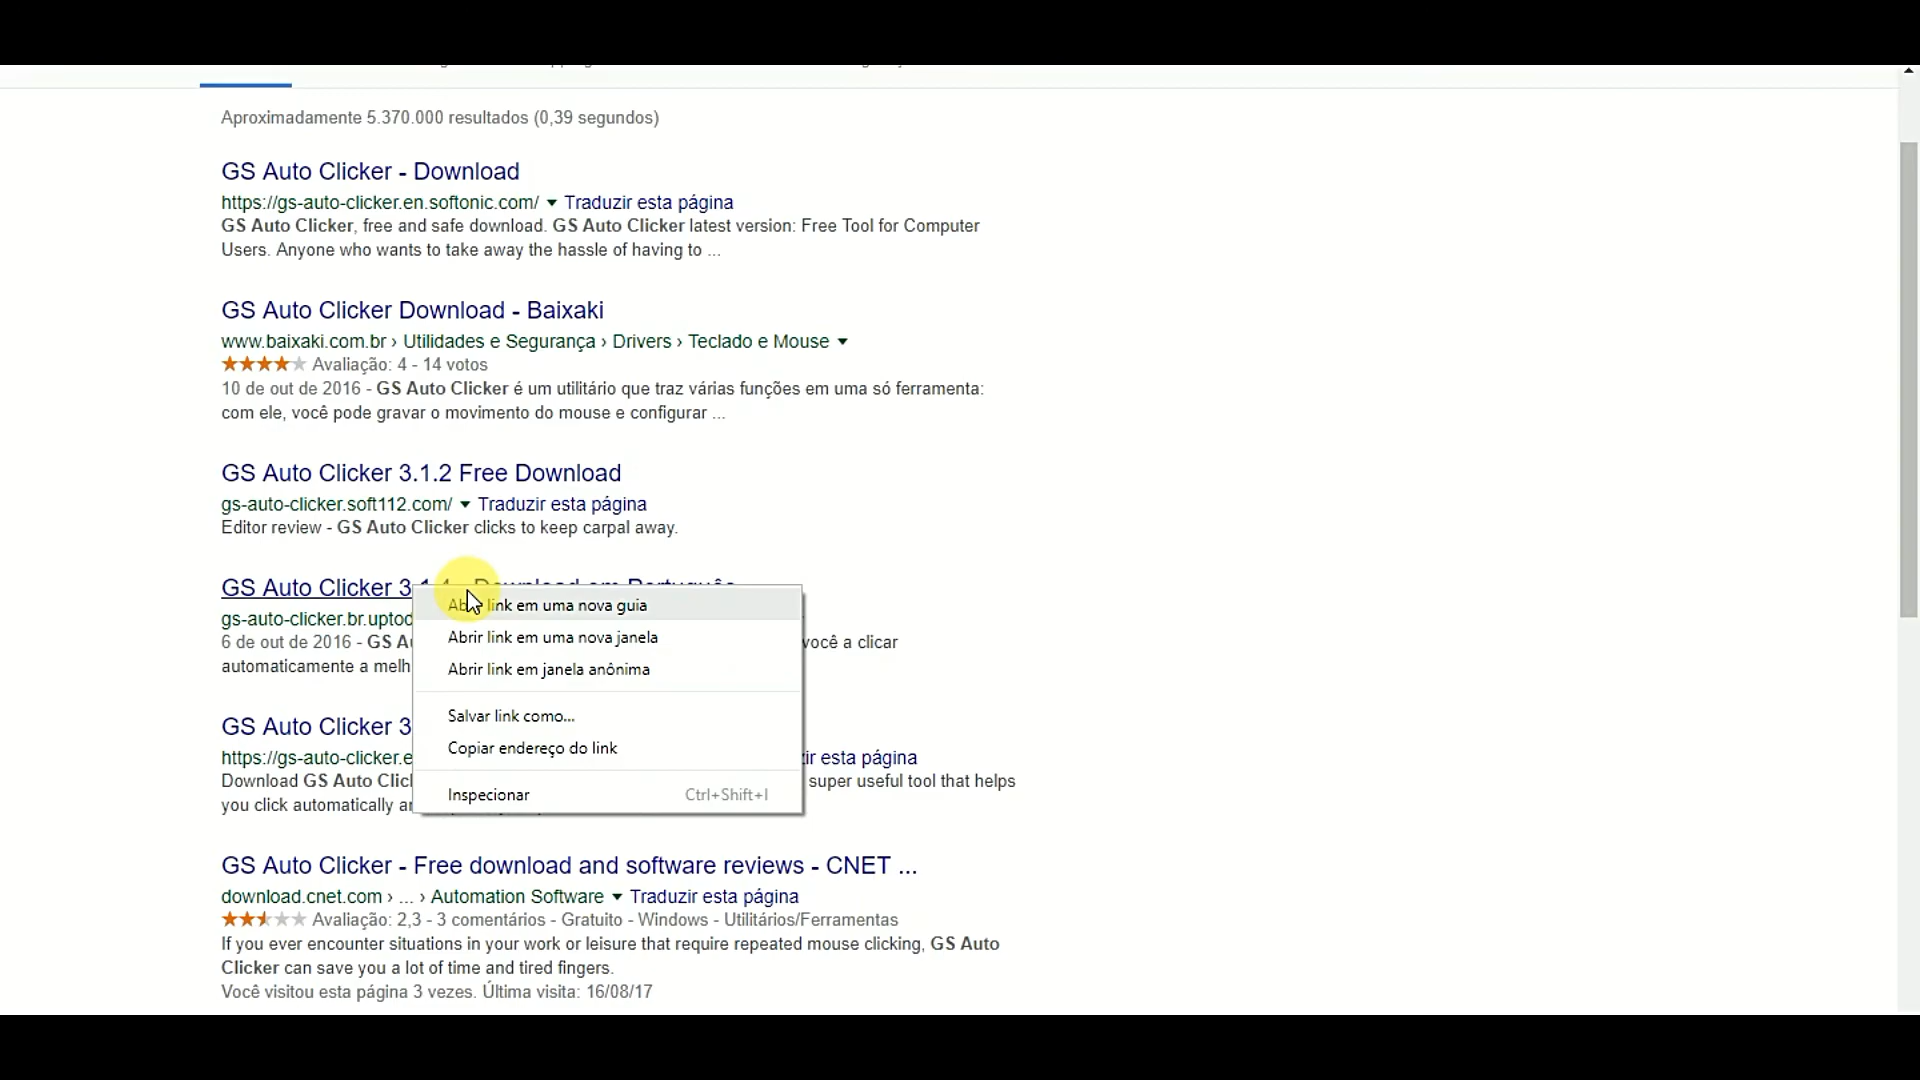 Aproximadamente 5.370.000 resultados (0,39 segundos)
GS Auto Clicker - Download
https://gs-auto-clicker.en.softonic.com/ ▼ Traduzir esta página
GS Auto Clicker, free and safe download. GS Auto Clicker latest version: Free Tool for Computer
Users. Anyone who wants to take away the hassle of having to ...
GS Auto Clicker Download - Baixaki
www.baixaki.com.br › Utilidades e Segurança › Drivers › Teclado e Mouse ▼
Avaliação: 4 - 14 votos
10 de out de 2016 - GS Auto Clicker é um utilitário que traz várias funções em uma só ferramenta:
com ele, você pode gravar o movimento do mouse e configurar ...
GS Auto Clicker 3.1.2 Free Download
gs-auto-clicker.soft112.com/ ▼ Traduzir esta página
Editor review - GS Auto Clicker clicks to keep carpal away.
GS Auto Clicker 3.1.4 - Download em Português
gs-auto-clicker.br.uptod
6 de out de 2016 - GS Au você a clicar
automaticamente a melh
Abrir link em uma nova guia
Abrir link em uma nova janela
Abrir link em janela anônima
Salvar link como...
Copiar endereço do link
Inspecionar Ctrl+Shift+I
GS Auto Clicker 3
https://gs-auto-clicker.e zir esta página
Download GS Auto Clic super useful tool that helps
you click automatically
GS Auto Clicker - Free download and software reviews - CNET ...
download.cnet.com › ... › Automation Software ▼ Traduzir esta página
Avaliação: 2,3 - 3 comentários - Gratuito - Windows - Utilitários/Ferramentas
If you ever encounter situations in your work or leisure that require repeated mouse clicking, GS Auto
Clicker can save you a lot of time and tired fingers.
Você visitou esta página 3 vezes. Última visita: 16/08/17